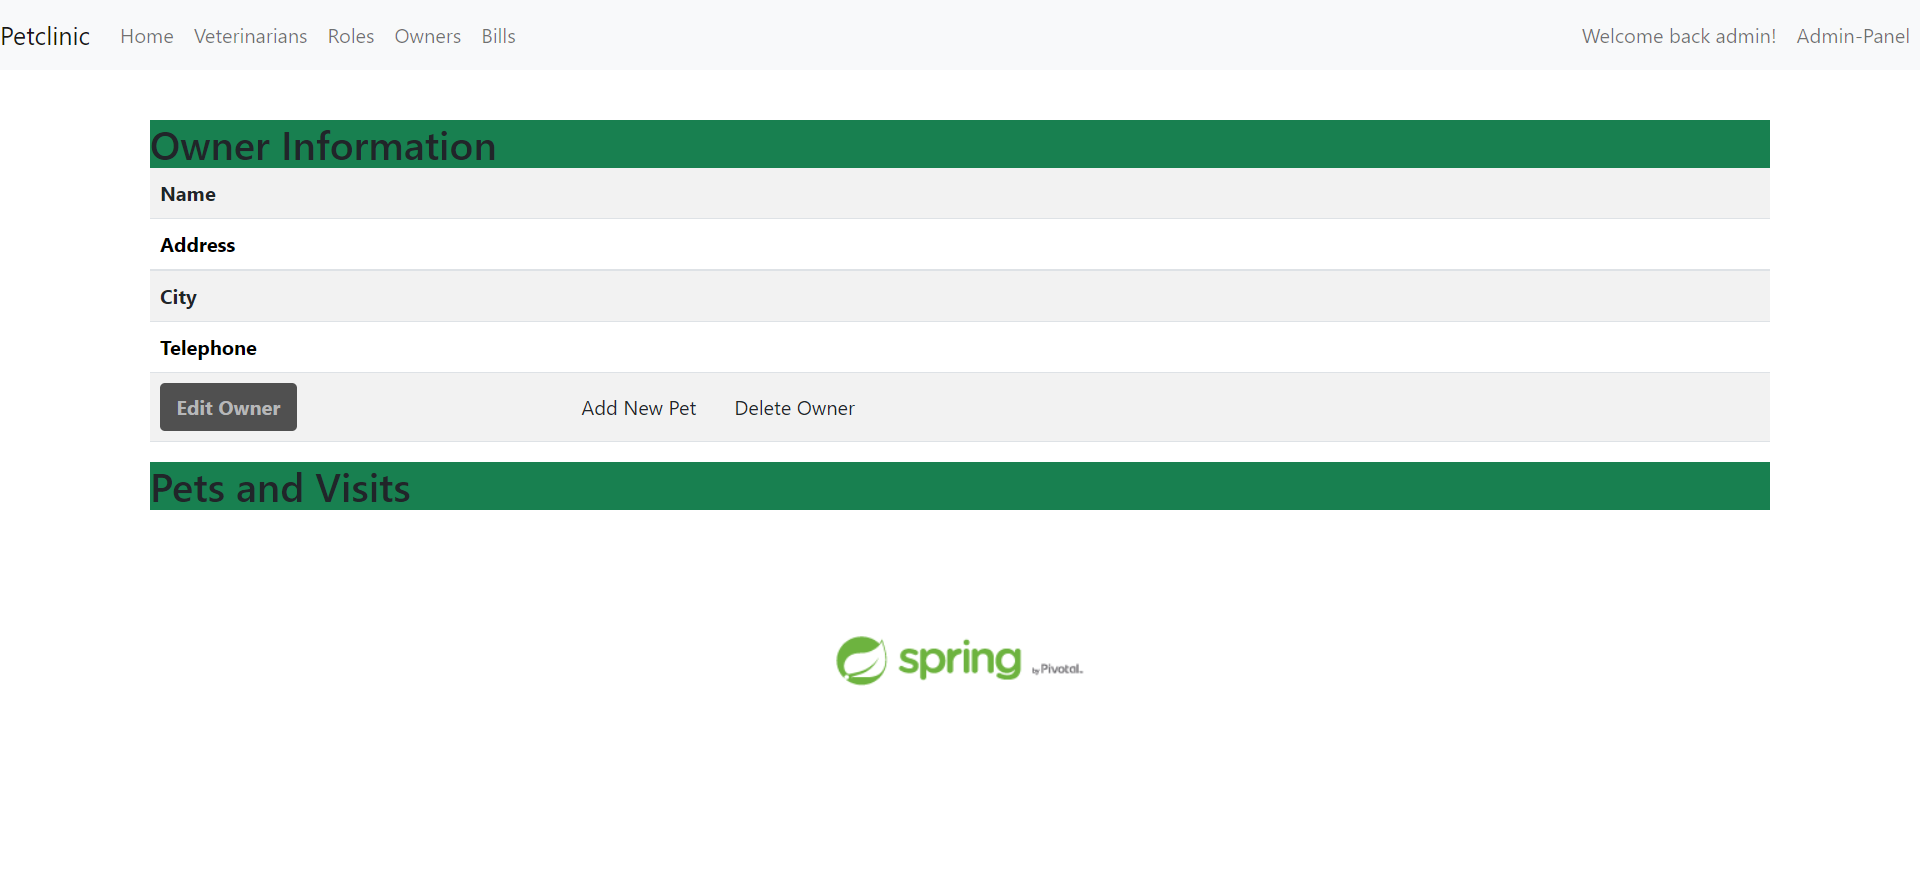 Petclinic Home Veterinarians Roles Owners Bills Welcome back admin! Admin-Panel
Owner Information
Name
Address
City
Telephone
Edit Owner Add New Pet Delete Owner
Pets and Visits
spring by Pivotal.